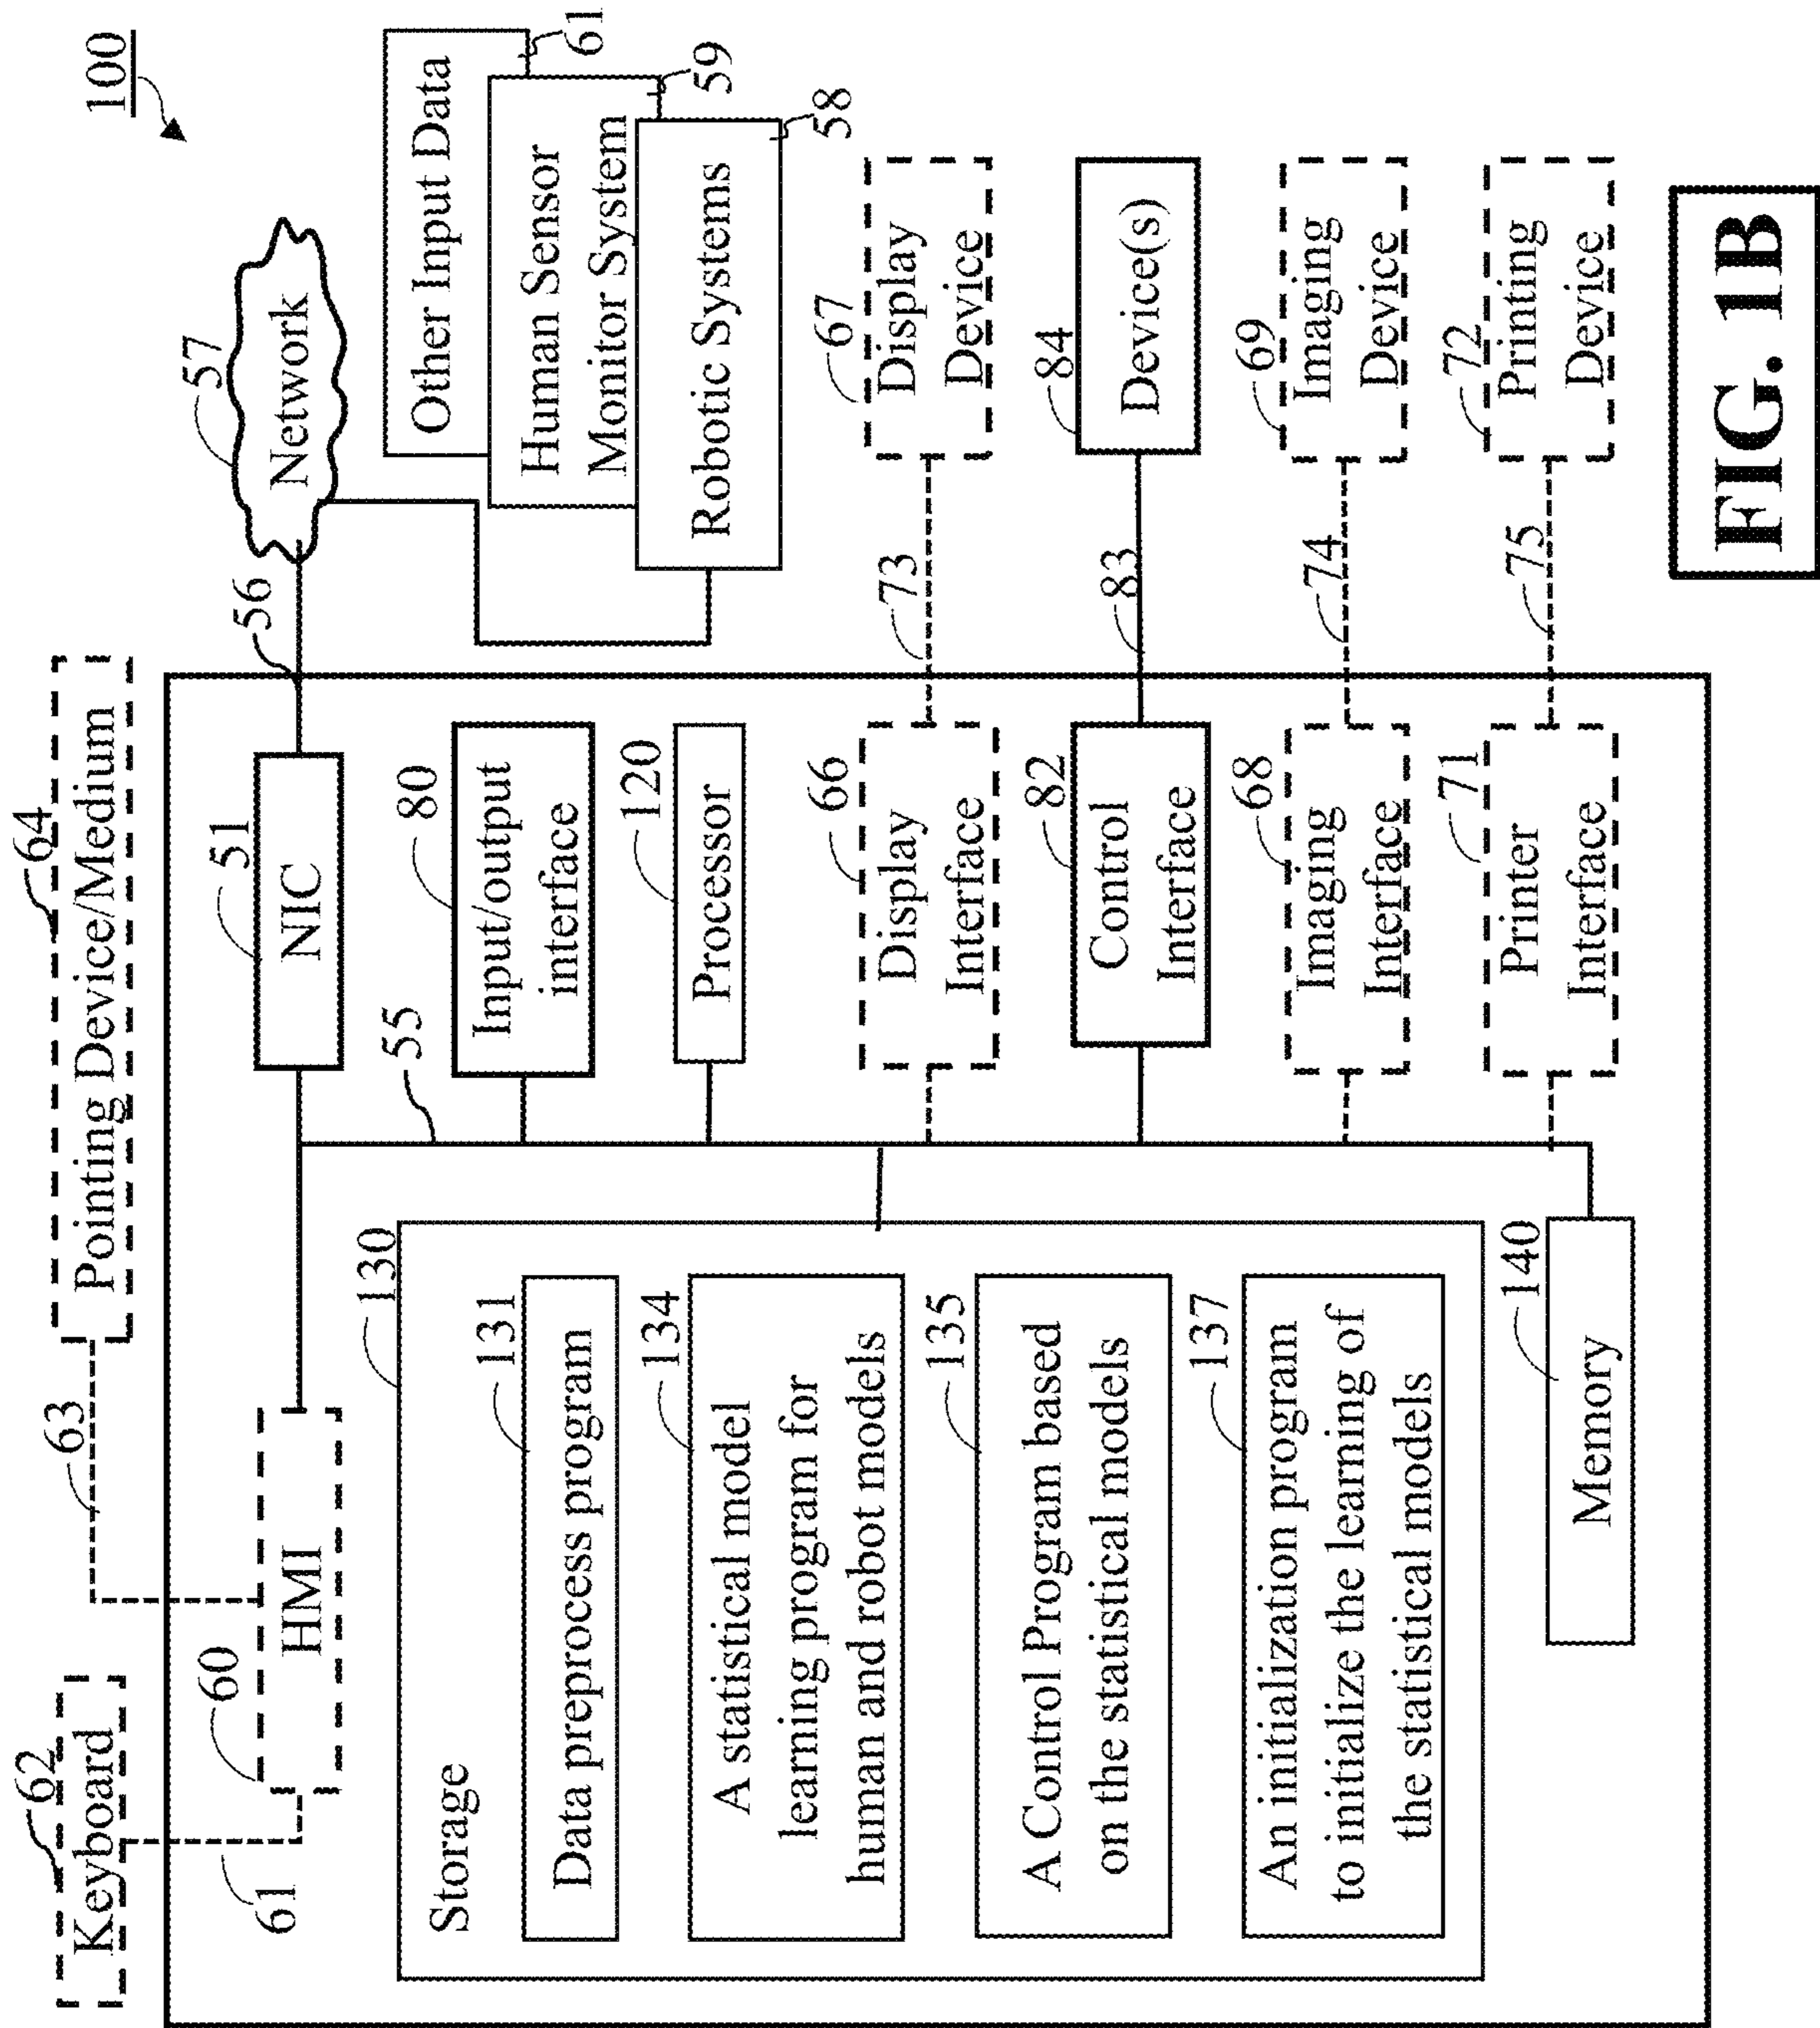 100
62
Keyboard
64
Pointing Device/Medium
61
63
60
HMI
51
NIC
56
57
Network
130
Storage
131
Data preprocess program
134
A statistical model
learning program for
human and robot models
135
A Control Program based
on the statistical models
137
An initialization program
to initialize the learning of
the statistical models
140
Memory
55
80
Input/output
interface
120
Processor
66
Display
Interface
82
Control
Interface
68
Imaging
Interface
71
Printer
Interface
Other Input Data
61
Human Sensor
Monitor System
59
Robotic Systems
58
73
67
Display
Device
83
84
Device(s)
74
69
Imaging
Device
75
72
Printing
Device
FIG. 1B